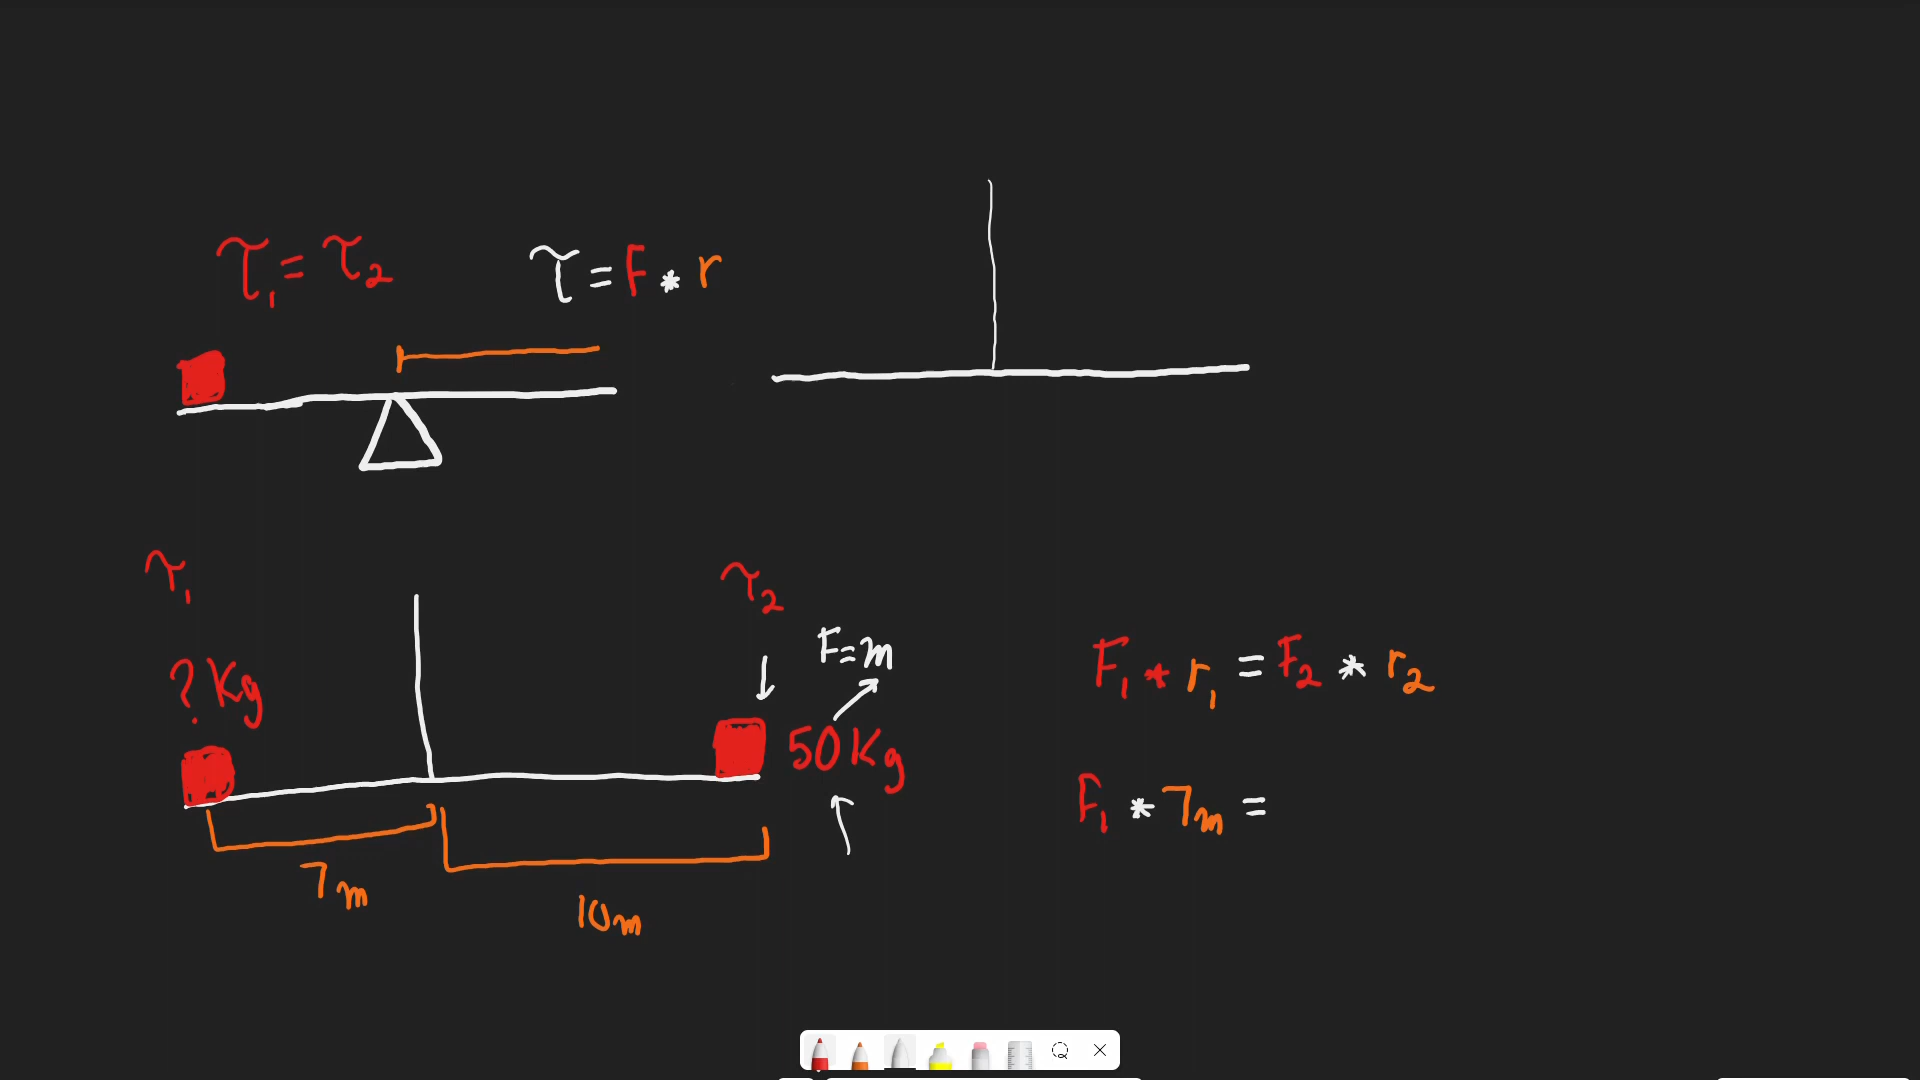 τ₁ = τ₂
τ = F * r
τ₁
τ₂
? Kg
F = m
50 Kg
7m
10m
F₁ * r₁ = F₂ * r₂
F₁ * 7m =